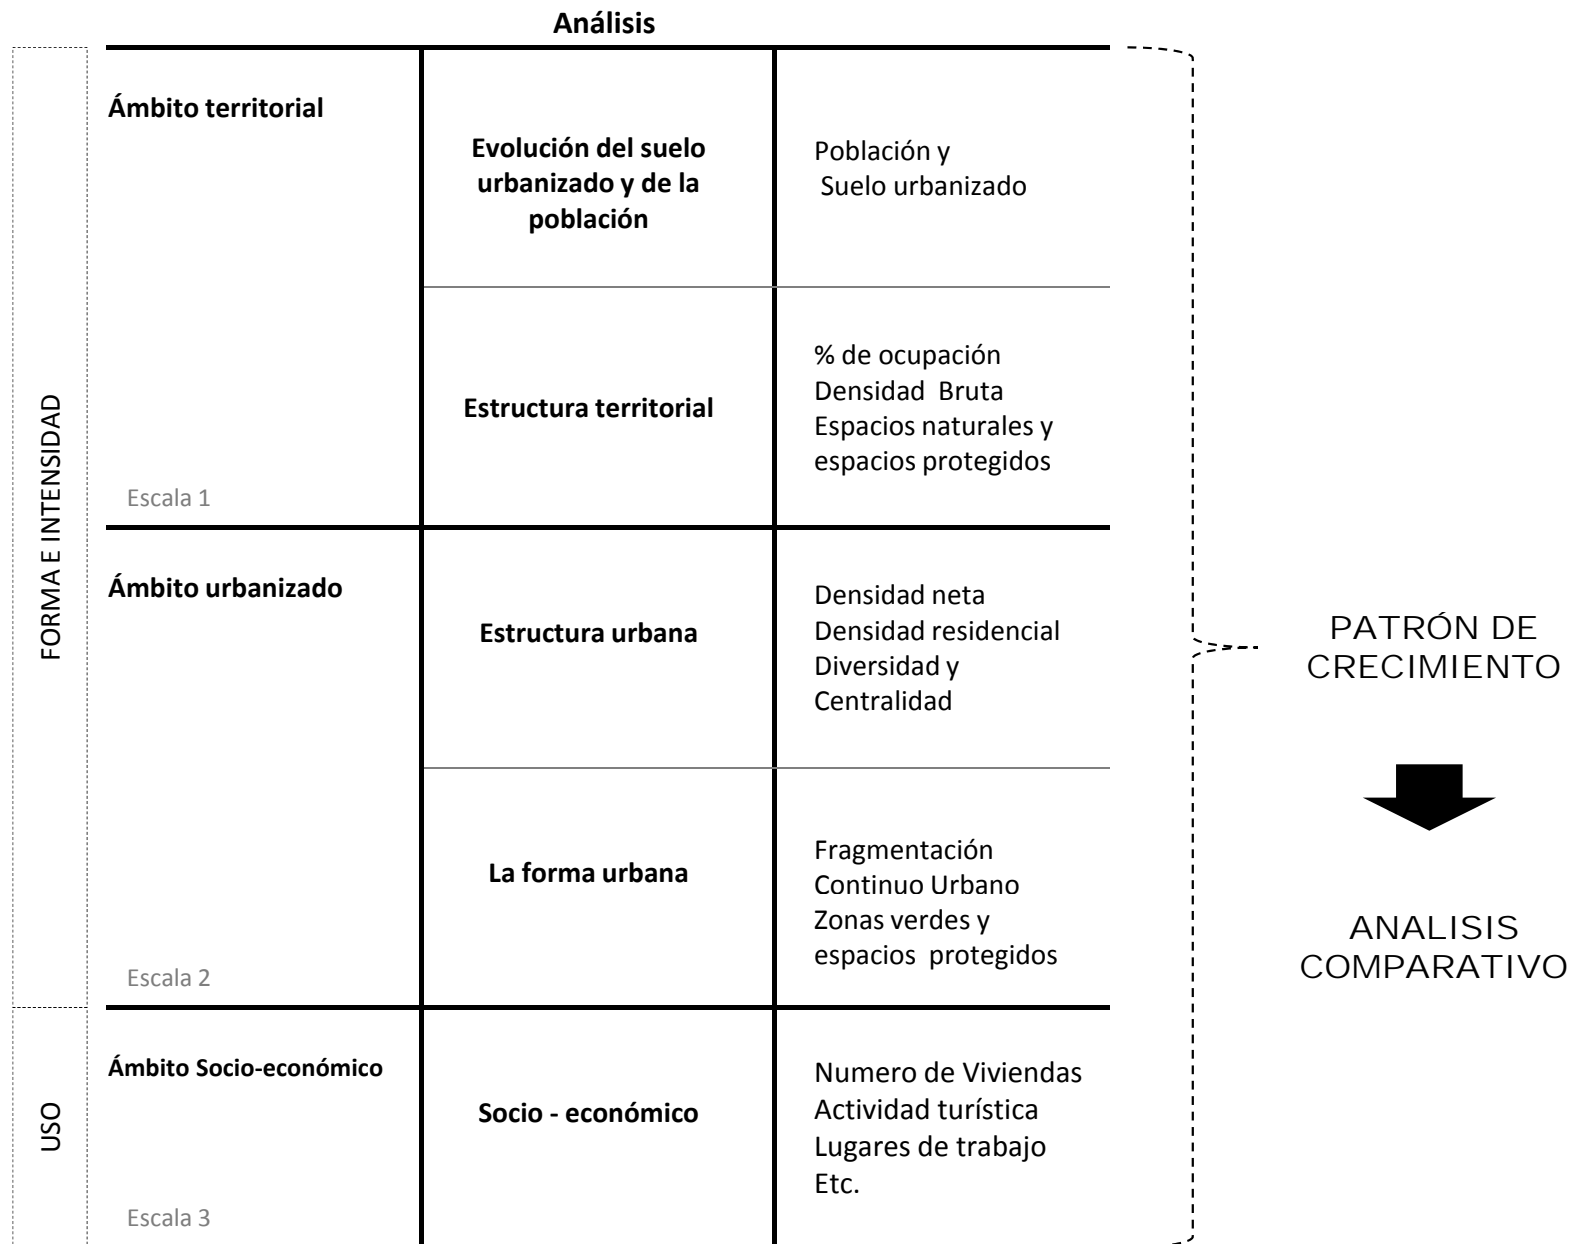 Análisis
FORMA E INTENSIDAD
Ámbito territorial
Escala 1
Evolución del suelo
urbanizado y de la
población
Población y
Suelo urbanizado
Estructura territorial
% de ocupación
Densidad Bruta
Espacios naturales y
espacios protegidos
Ámbito urbanizado
Escala 2
Estructura urbana
Densidad neta
Densidad residencial
Diversidad y
Centralidad
La forma urbana
Fragmentación
Continuo Urbano
Zonas verdes y
espacios protegidos
USO
Ámbito Socio-económico
Escala 3
Socio - económico
Numero de Viviendas
Actividad turística
Lugares de trabajo
Etc.
PATRÓN DE
CRECIMIENTO
ANALISIS
COMPARATIVO